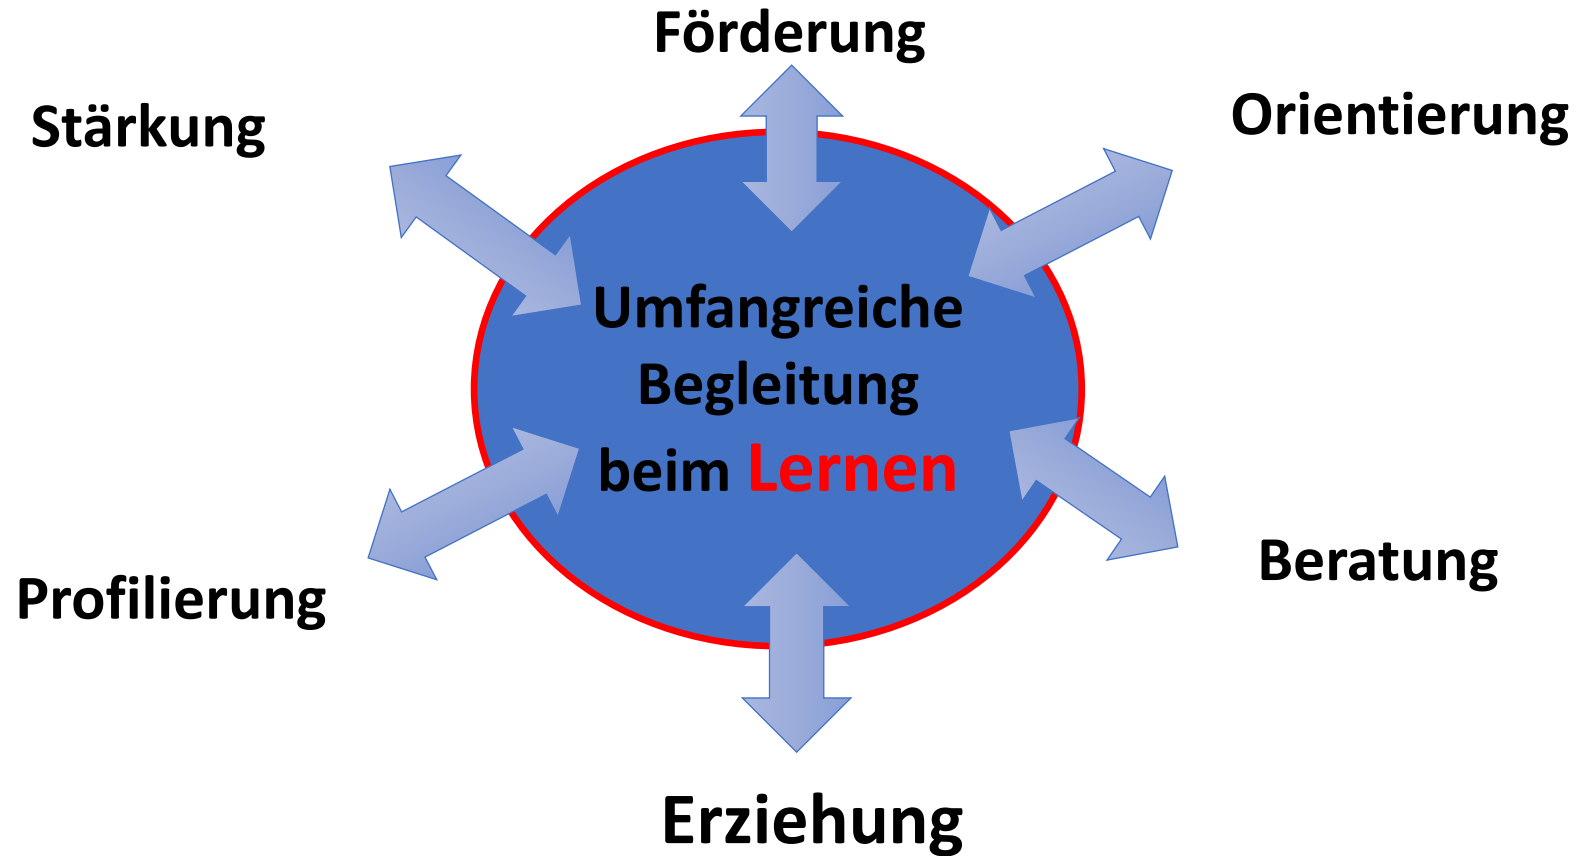 Förderung
Stärkung
Orientierung
Umfangreiche
Begleitung
beim Lernen
Profilierung
Beratung
Erziehung